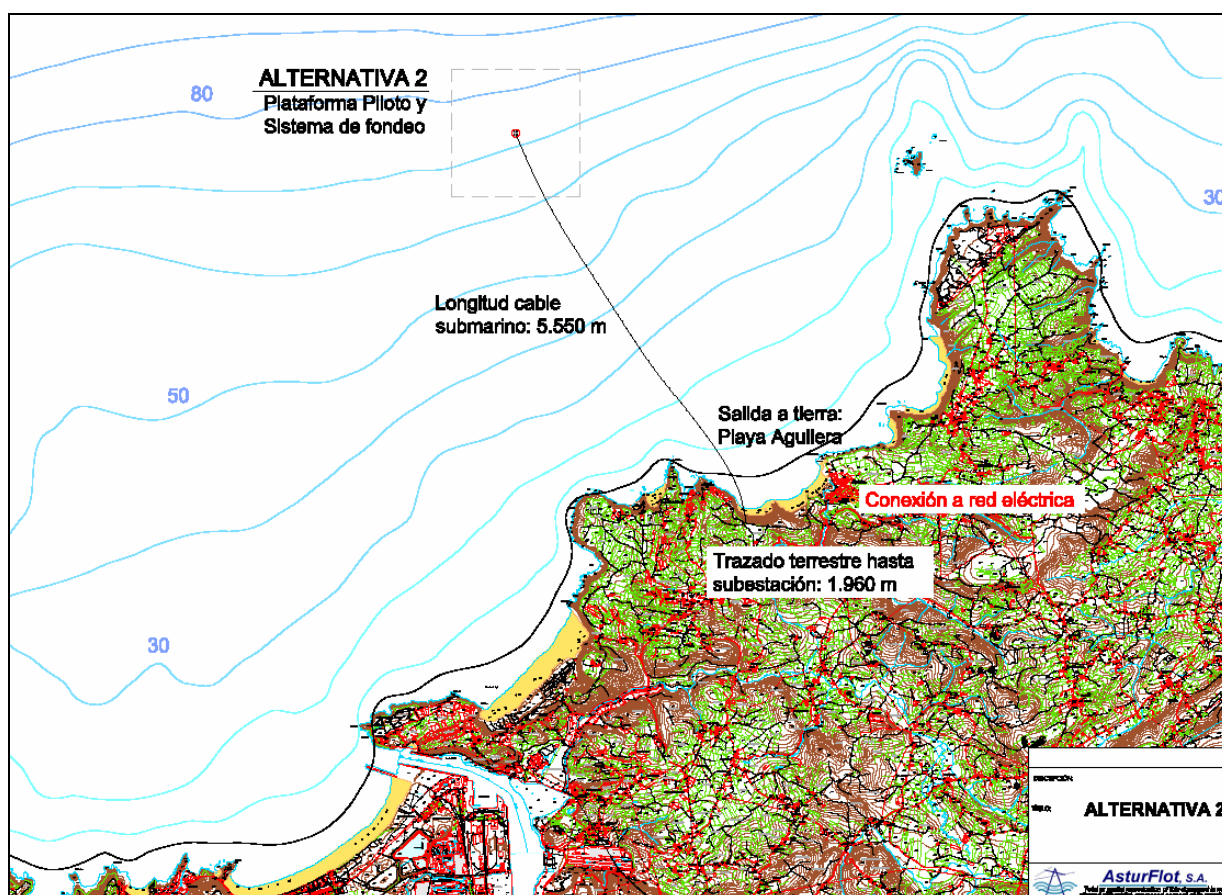 ALTERNATIVA 2
Plataforma Piloto y
Sistema de fondeo
80
30
Longitud cable
submarino: 5.550 m
50
Salida a tierra:
Playa Aguilera
Conexión a red eléctrica
Trazado terrestre hasta
subestación: 1.960 m
30
TÍTULO:
ALTERNATIVA 2
AsturFlot, S.A.